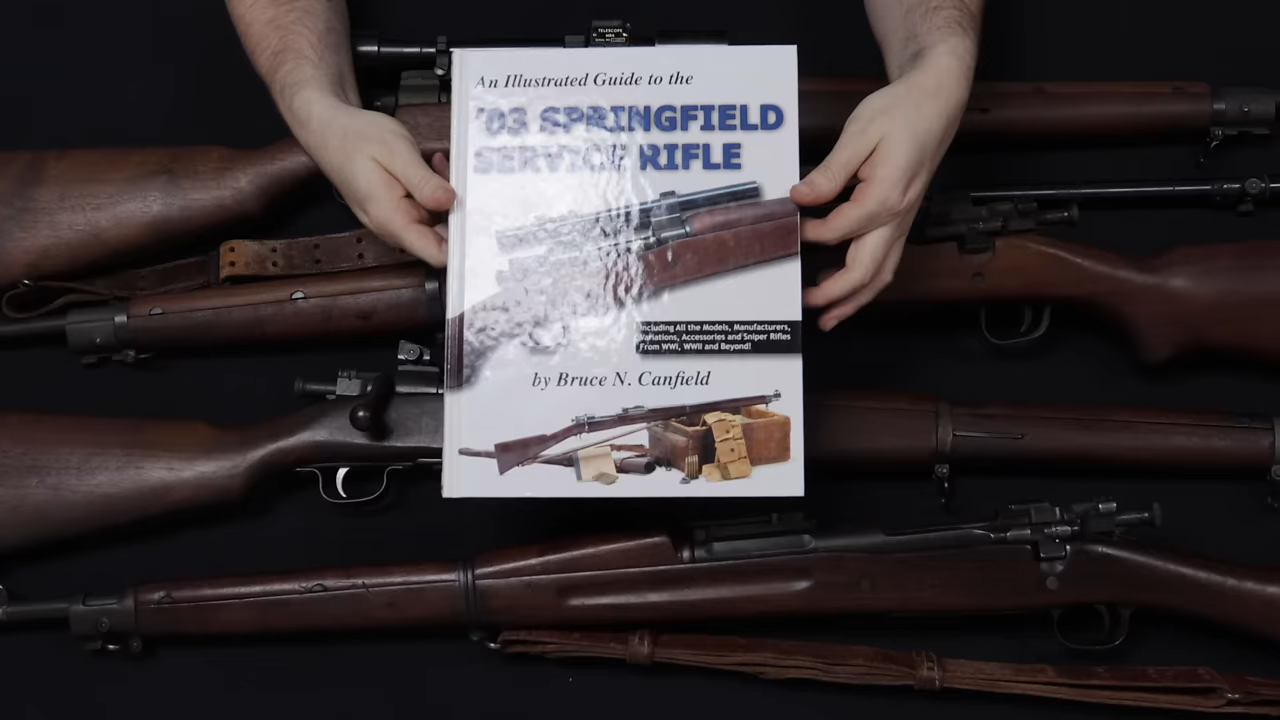 TELESCOPE
An Illustrated Guide to the
'03 SPRINGFIELD
SERVICE RIFLE
Including All the Models, Manufacturers,
Variations, Accessories and Sniper Rifles
From WWI, WWII and Beyond!
by Bruce N. Canfield